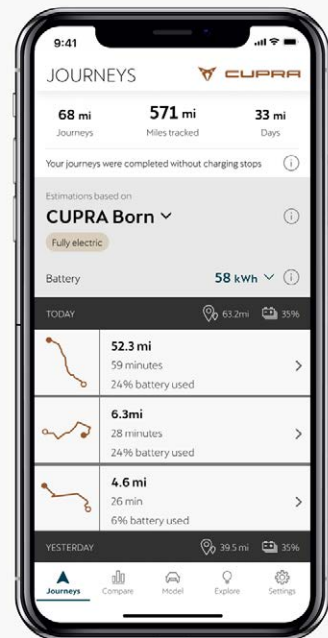 9:41
JOURNEYS CUPRA
68 mi 571 mi 33 mi
Journeys Miles tracked Days
Your journeys were completed without charging stops
Estimations based on
CUPRA Born
Fully electric
Battery 58 kWh
TODAY 63.2mi 35%
52.3 mi
59 minutes
24% battery used
6.3mi
28 minutes
24% battery used
4.6 mi
26 min
6% battery used
YESTERDAY 39.5 mi 35%
Journeys Compare Model Explore Settings